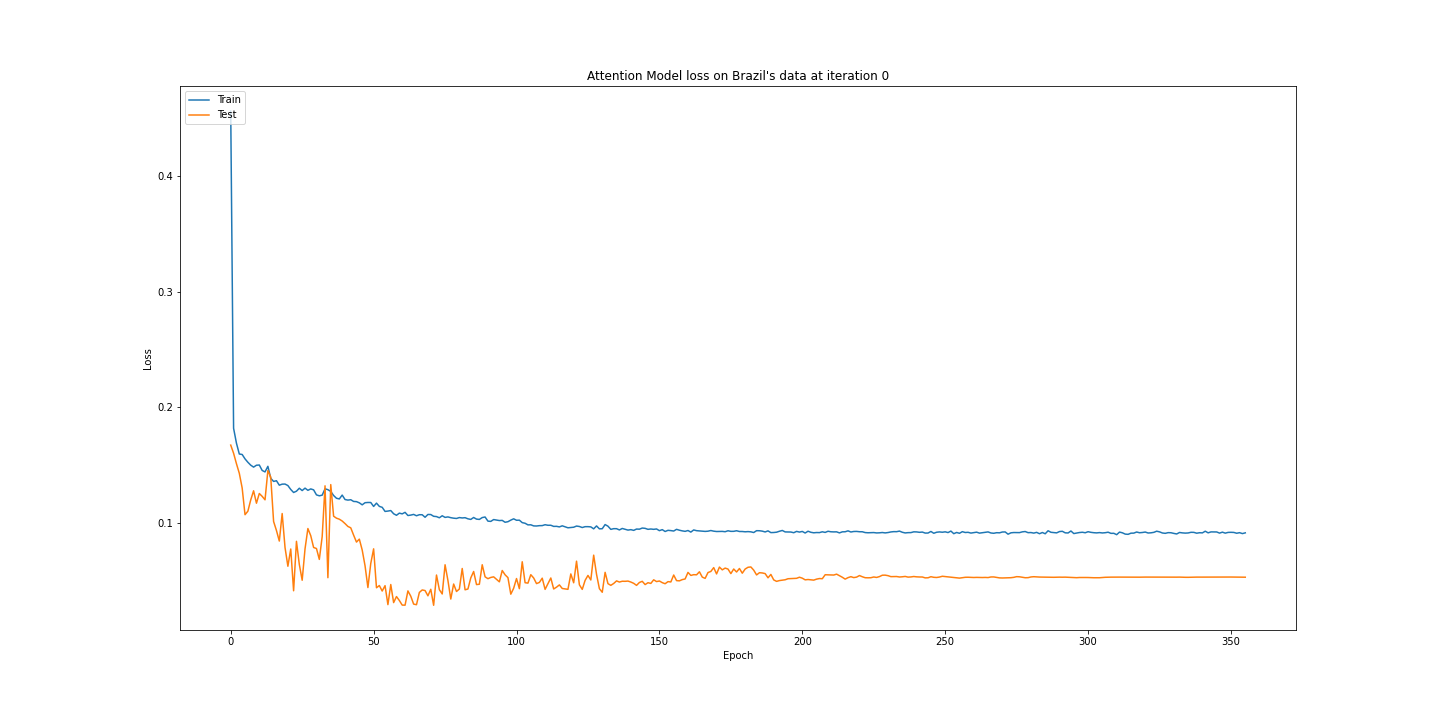 Attention Model loss on Brazil's data at iteration 0
Train
Test
0.4
0.3
0.2
0.1
Loss
0 50 100 150 200 250 300 350
Epoch